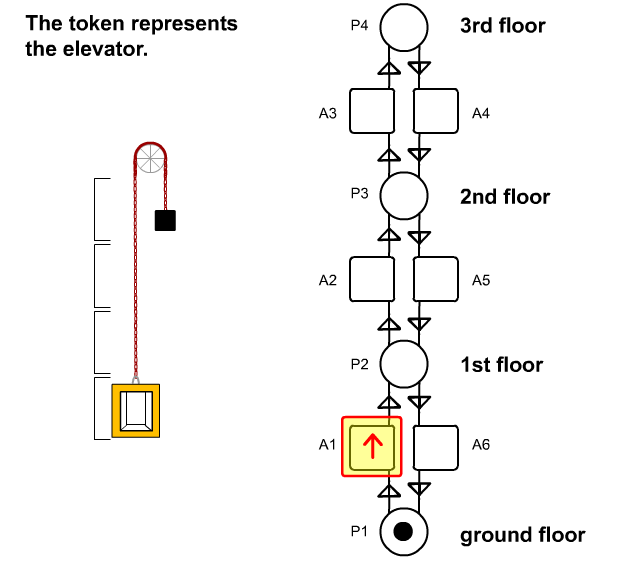 The token represents
the elevator.
P4
3rd floor
A3
A4
P3
2nd floor
A2
A5
P2
1st floor
A1
A6
P1
ground floor